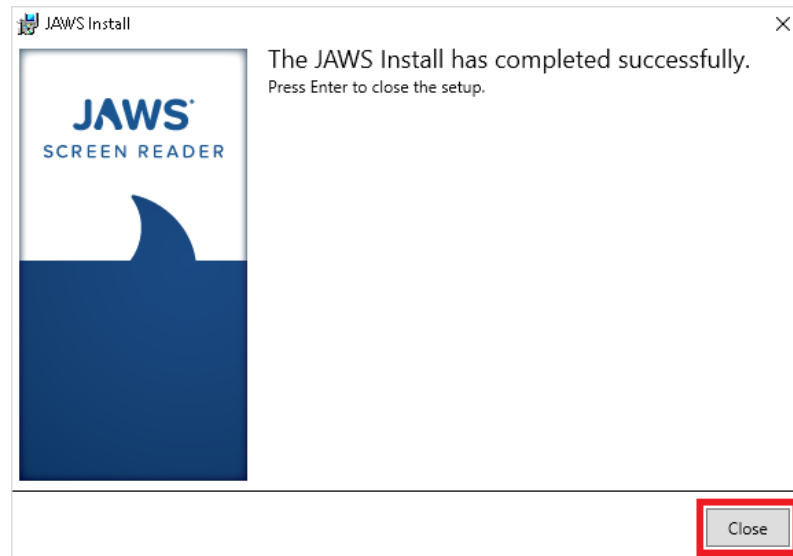 JAWS Install
The JAWS Install has completed successfully.
Press Enter to close the setup.
JAWS
SCREEN READER
Close